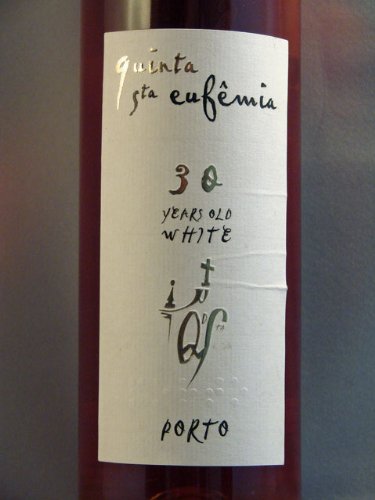 quinta
sta eufêmia
30
YEARS OLD
WHITE
PORTO